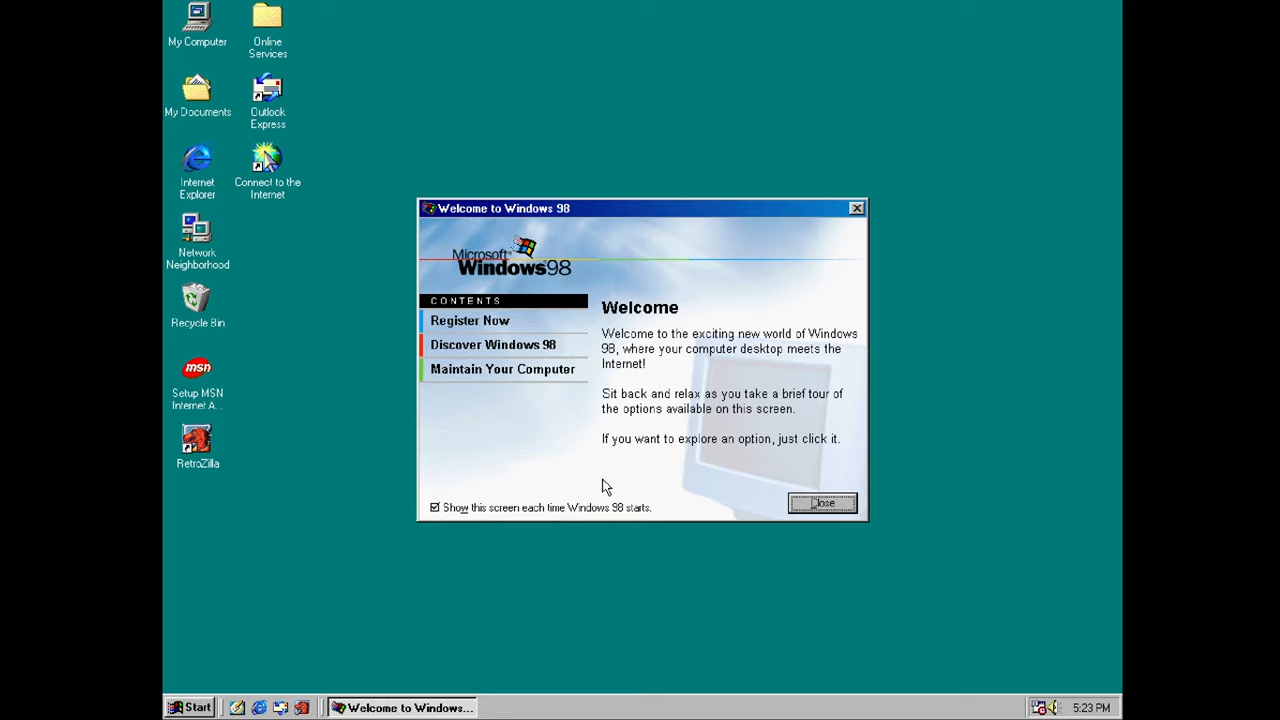 My Computer
Online
Services
My Documents
Outlook
Express
Internet
Explorer
Connect to the
Internet
Network
Neighborhood
Recycle Bin
msn
Setup MSN
Internet A...
RetroZilla
Welcome to Windows 98
Microsoft®
Windows98
CONTENTS
Register Now
Discover Windows 98
Maintain Your Computer
Welcome
Welcome to the exciting new world of Windows
98, where your computer desktop meets the
Internet!
Sit back and relax as you take a brief tour of
the options available on this screen.
If you want to explore an option, just click it.
Show this screen each time Windows 98 starts.
Close
Start
Welcome to Windows...
5:23 PM